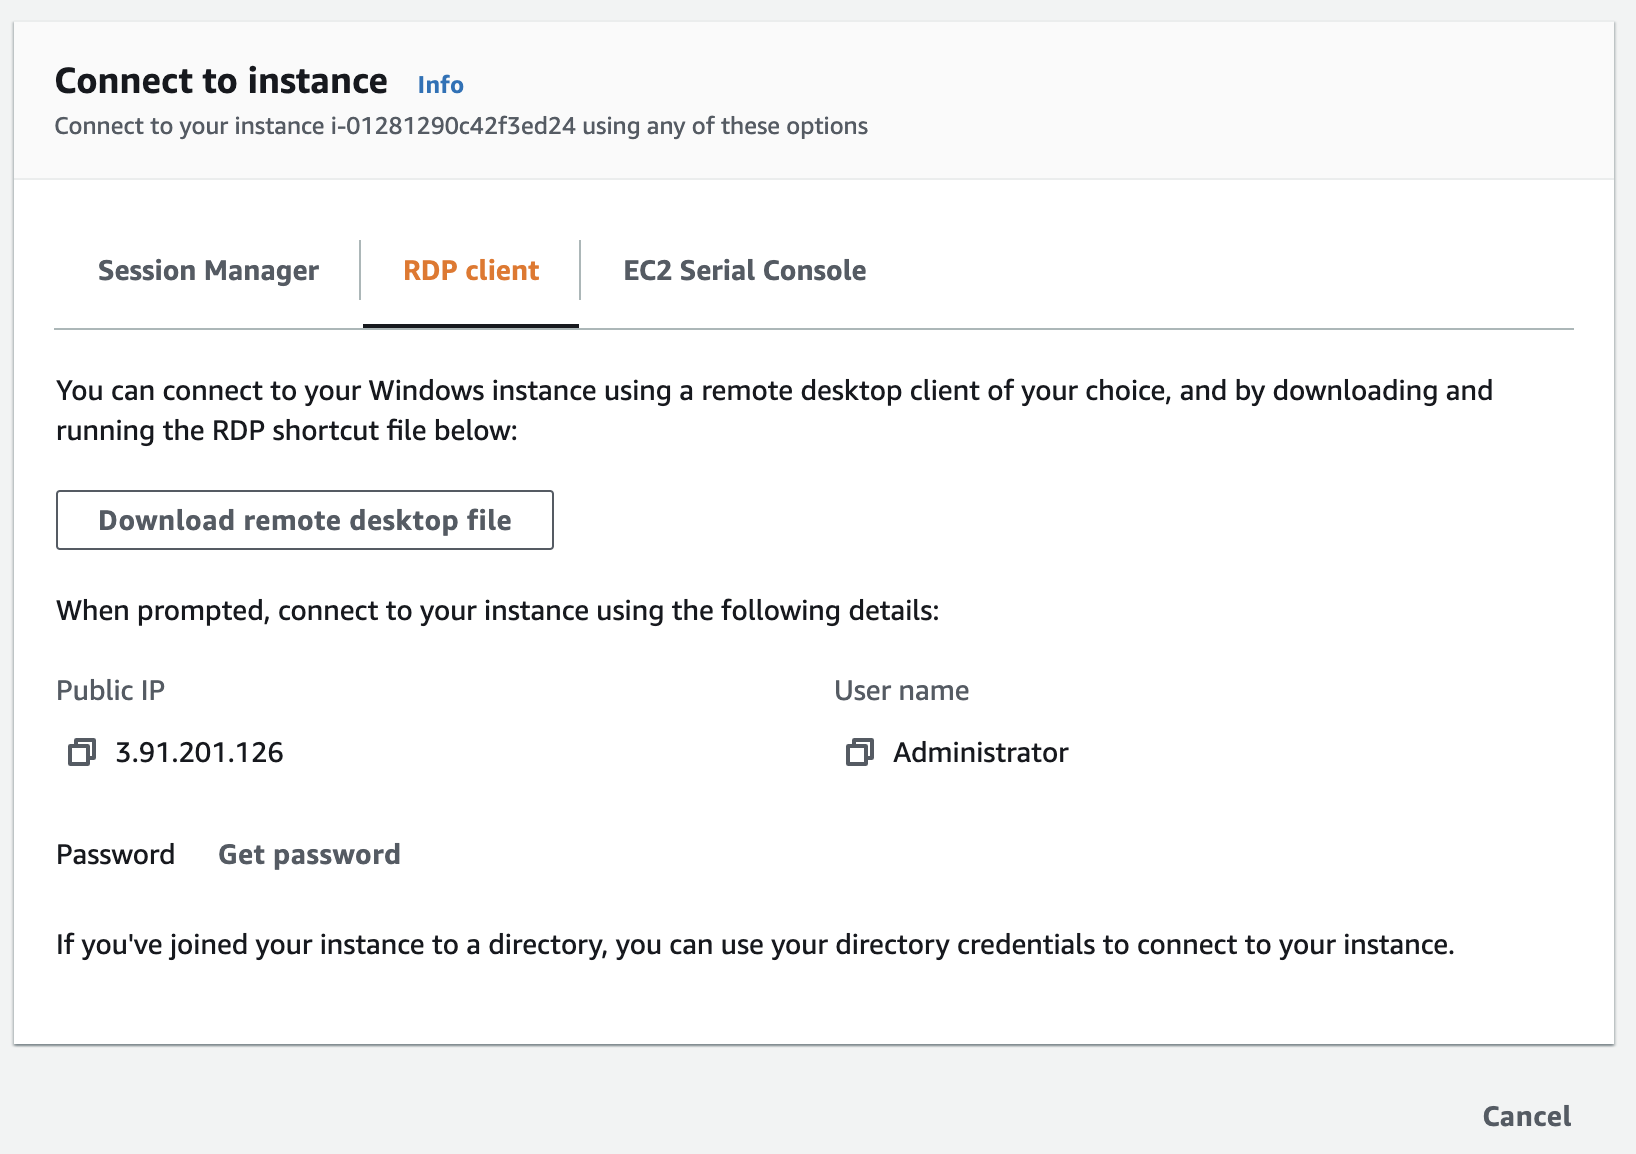 Connect to instance Info
Connect to your instance i-01281290c42f3ed24 using any of these options
Session Manager RDP client EC2 Serial Console
You can connect to your Windows instance using a remote desktop client of your choice, and by downloading and
running the RDP shortcut file below:
Download remote desktop file
When prompted, connect to your instance using the following details:
Public IP User name
3.91.201.126 Administrator
Password Get password
If you've joined your instance to a directory, you can use your directory credentials to connect to your instance.
Cancel